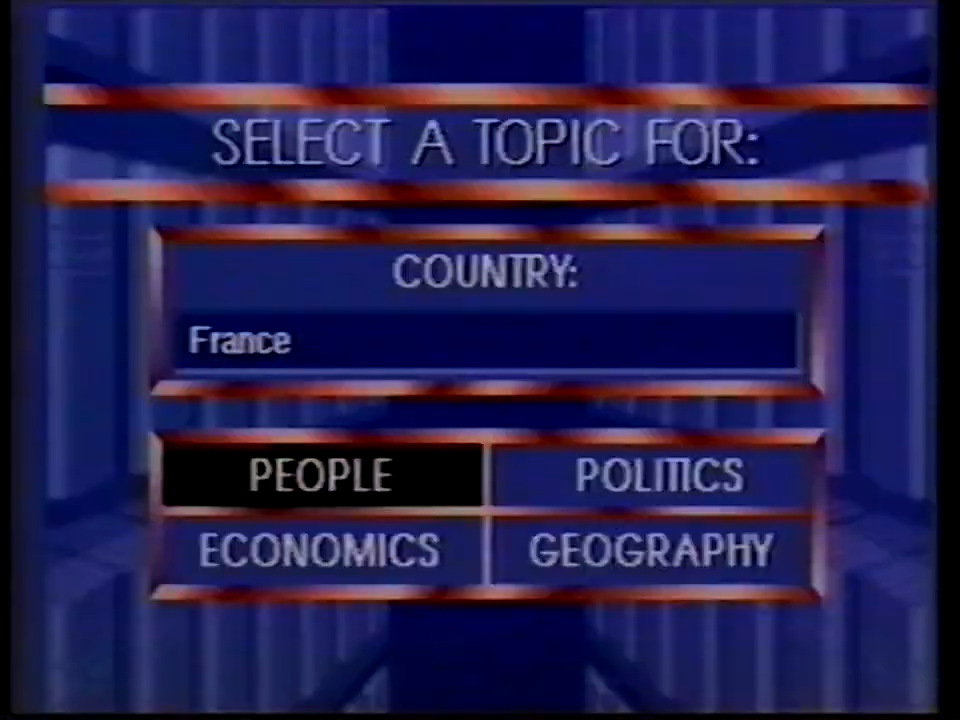 SELECT A TOPIC FOR:
COUNTRY:
France
PEOPLE
POLITICS
ECONOMICS
GEOGRAPHY